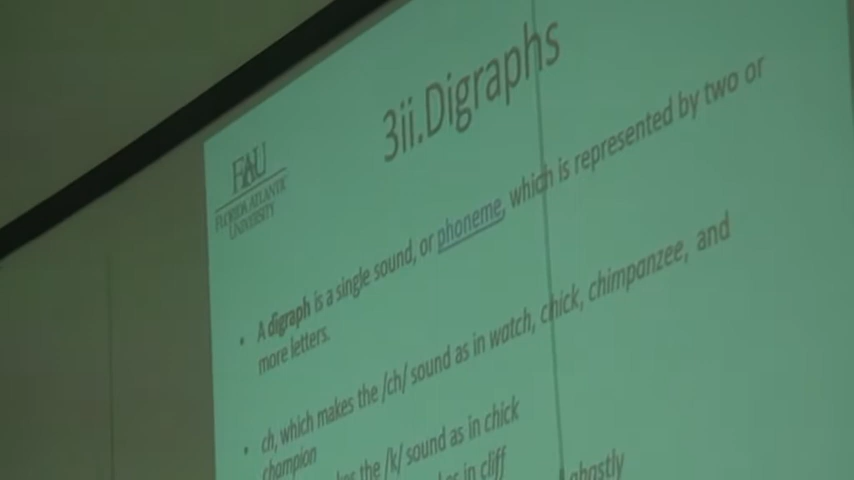 3ii.Digraphs
FAU
FLORIDA ATLANTIC
UNIVERSITY
• A digraph is a single sound, or phoneme, which is represented by two or
more letters.
• ch, which makes the /ch/ sound as in watch, chick, chimpanzee, and
champion
the /k/ sound as in chick
in cliff
ghastly